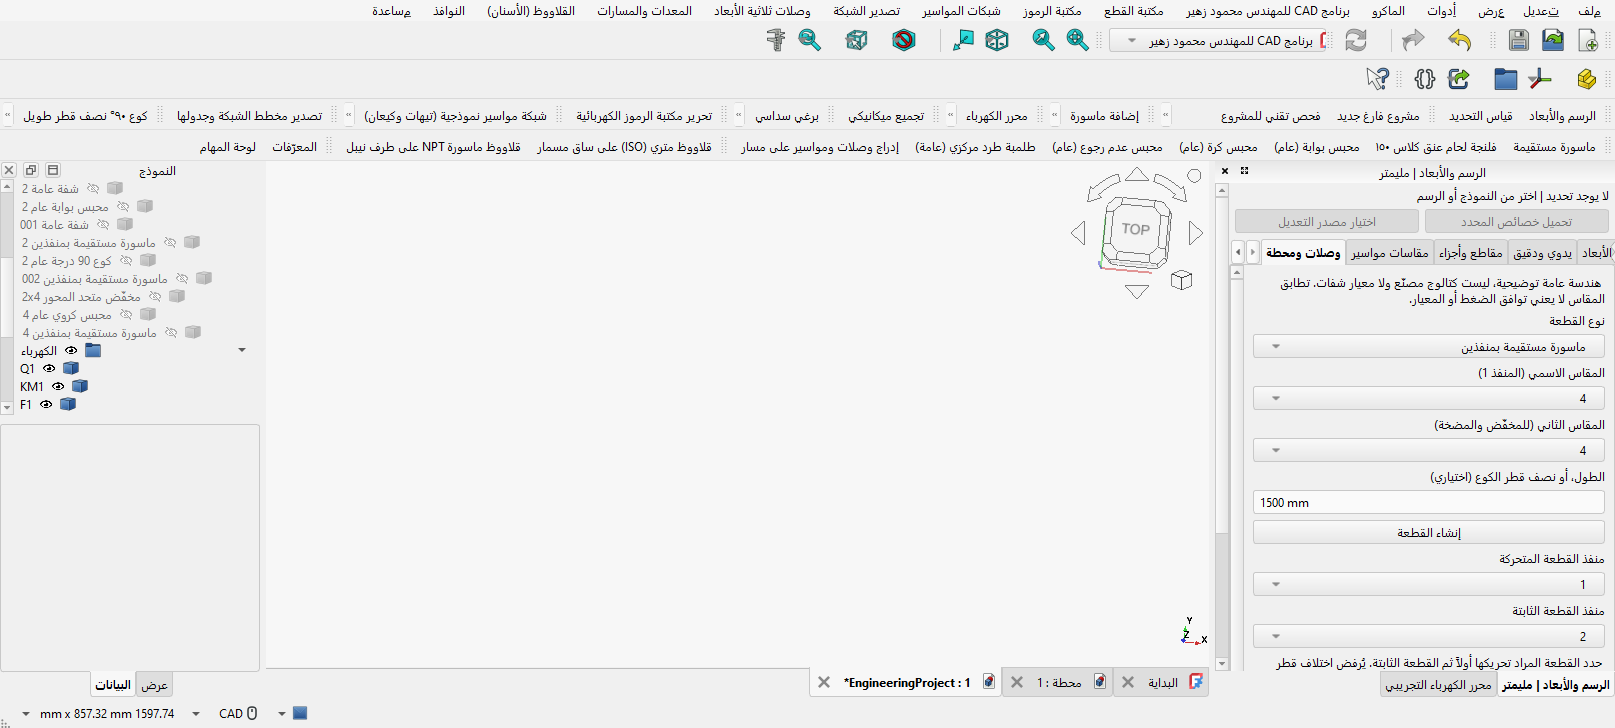 ملف تعديل عرض أدوات الماكرو برنامج CAD للمهندس محمود زهير مكتبة القطع مكتبة الرموز شبكات المواسير تصدير الشبكة وصلات ثلاثية الأبعاد المعدات والمسارات القلاووظ (الأسنان) النوافذ مساعدة
برنامج CAD للمهندس محمود زهير
الرسم والأبعاد قياس التحديد مشروع فارغ جديد فحص تقني للمشروع إضافة ماسورة محرر الكهرباء تجميع ميكانيكي برغي سداسي تحرير مكتبة الرموز الكهربائية شبكة مواسير نموذجية (تيهات وكيعان) تصدير مخطط الشبكة وجدولها كوع ٩٠° نصف قطر طويل
ماسورة مستقيمة فلنجة لحام عنق كلاس ١٥٠ محبس بوابة (عام) محبس كرة (عام) محبس عدم رجوع (عام) طلمبة طرد مركزي (عامة) إدراج وصلات ومواسير على مسار قلاووظ متري (ISO) على ساق مسمار قلاووظ ماسورة NPT على طرف نيبل المعرّفات لوحة المهام
الرسم والأبعاد | مليمتر
لا يوجد تحديد | اختر من النموذج أو الرسم
تحميل خصائص المحدد
اختيار مصدر التعديل
الأبعاد يدوي ودقيق مقاطع وأجزاء مقاسات مواسير وصلات ومحطة
هندسة عامة توضيحية، ليست كتالوج مصنّع ولا معيار شفات. تطابق
المقاس لا يعني توافق الضغط أو المعيار.
نوع القطعة
ماسورة مستقيمة بمنفذين
المقاس الاسمي (المنفذ 1)
4
المقاس الثاني (للمخفّض والمضخة)
4
الطول، أو نصف قطر الكوع (اختياري)
1500 mm
إنشاء القطعة
منفذ القطعة المتحركة
1
منفذ القطعة الثابتة
2
حدد القطعة المراد تحريكها أولاً ثم القطعة الثابتة. يُرفض اختلاف قطر
الرسم والأبعاد | مليمتر محرر الكهرباء التجريبي
TOP
Y
Z
X
البداية
محطة : 1
EngineeringProject : 1*
النموذج
شفة عامة 2
محبس بوابة عام 2
شفة عامة 001
ماسورة مستقيمة بمنفذين 2
كوع 90 درجة عام 2
ماسورة مستقيمة بمنفذين 002
مخفّض متحد المحور 2x4
محبس كروي عام 4
ماسورة مستقيمة بمنفذين 4
الكهرباء
Q1
KM1
F1
عرض البيانات
mm x 857.32 mm 1597.74
CAD